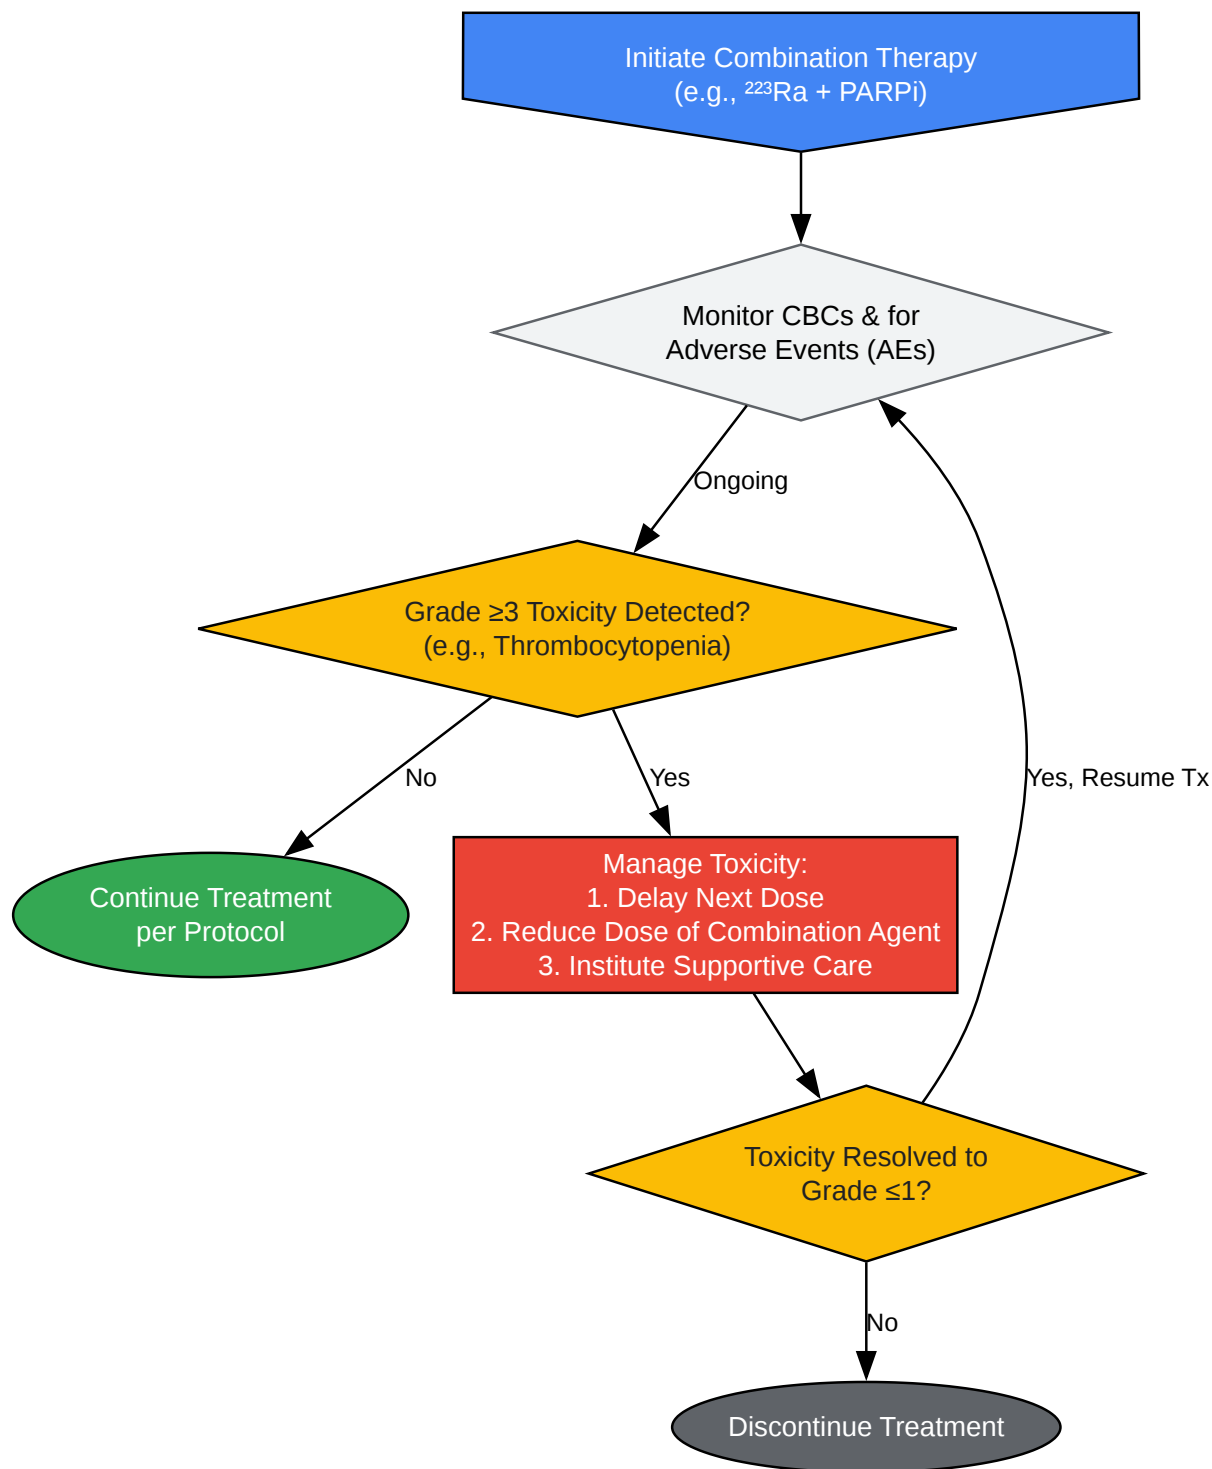 Initiate Combination Therapy
(e.g., ²²³Ra + PARPi)
Monitor CBCs & for
Adverse Events (AEs)
Ongoing
Grade ≥3 Toxicity Detected?
(e.g., Thrombocytopenia)
No
Yes
Yes, Resume Tx
Continue Treatment
per Protocol
Manage Toxicity:
1. Delay Next Dose
2. Reduce Dose of Combination Agent
3. Institute Supportive Care
Toxicity Resolved to
Grade ≤1?
No
Discontinue Treatment